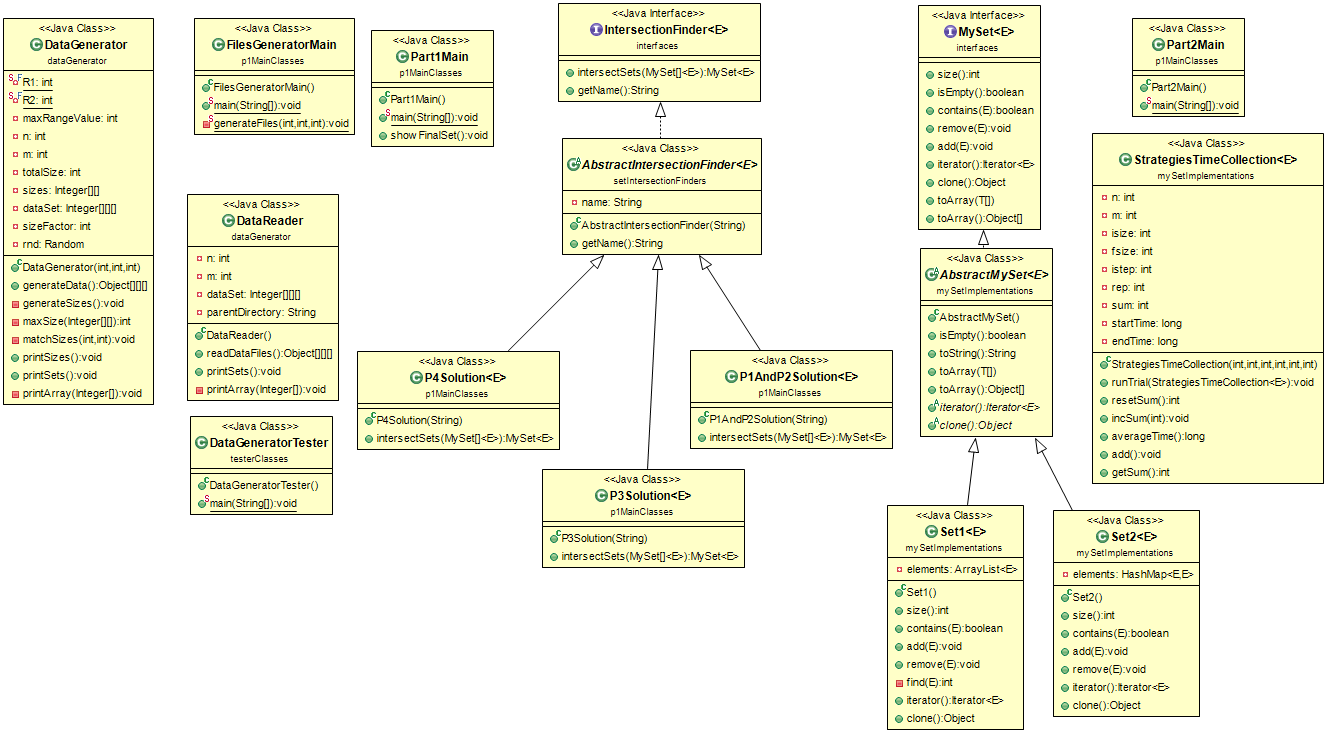 <<Java Class>>
DataGenerator
dataGenerator
R1: int
R2: int
maxRangeValue: int
n: int
m: int
totalSize: int
sizes: Integer[][]
dataSet: Integer[][][]
sizeFactor: int
rnd: Random
DataGenerator(int,int,int)
generateData():Object[][][]
generateSizes():void
maxSize(Integer[][]):int
matchSizes(int,int):void
printSizes():void
printSets():void
printArray(Integer[]):void
<<Java Class>>
FilesGeneratorMain
p1MainClasses
FilesGeneratorMain()
main(String[]):void
generateFiles(int,int,int):void
<<Java Class>>
DataReader
dataGenerator
n: int
m: int
dataSet: Integer[][][]
parentDirectory: String
DataReader()
readDataFiles():Object[][][]
printSets():void
printArray(Integer[]):void
<<Java Class>>
DataGeneratorTester
testerClasses
DataGeneratorTester()
main(String[]):void
<<Java Class>>
Part1Main
p1MainClasses
Part1Main()
main(String[]):void
showFinalSet():void
<<Java Interface>>
IntersectionFinder<E>
interfaces
intersectSets(MySet[]<E>):MySet<E>
getName():String
<<Java Class>>
AbstractIntersectionFinder<E>
setIntersectionFinders
name: String
AbstractIntersectionFinder(String)
getName():String
<<Java Class>>
P4Solution<E>
p1MainClasses
P4Solution(String)
intersectSets(MySet[]<E>):MySet<E>
<<Java Class>>
P3Solution<E>
p1MainClasses
P3Solution(String)
intersectSets(MySet[]<E>):MySet<E>
<<Java Class>>
P1AndP2Solution<E>
p1MainClasses
P1AndP2Solution(String)
intersectSets(MySet[]<E>):MySet<E>
<<Java Interface>>
MySet<E>
interfaces
size():int
isEmpty():boolean
contains(E):boolean
remove(E):void
add(E):void
iterator():Iterator<E>
clone():Object
toArray(T[])
toArray():Object[]
<<Java Class>>
AbstractMySet<E>
mySetImplementations
AbstractMySet()
isEmpty():boolean
toString():String
toArray(T[])
toArray():Object[]
iterator():Iterator<E>
clone():Object
<<Java Class>>
Set1<E>
mySetImplementations
elements: ArrayList<E>
Set1()
size():int
contains(E):boolean
add(E):void
remove(E):void
find(E):int
iterator():Iterator<E>
clone():Object
<<Java Class>>
Set2<E>
mySetImplementations
elements: HashMap<E,E>
Set2()
size():int
contains(E):boolean
add(E):void
remove(E):void
iterator():Iterator<E>
clone():Object
<<Java Class>>
Part2Main
p1MainClasses
Part2Main()
main(String[]):void
<<Java Class>>
StrategiesTimeCollection<E>
mySetImplementations
n: int
m: int
isize: int
fsize: int
istep: int
rep: int
sum: int
startTime: long
endTime: long
StrategiesTimeCollection(int,int,int,int,int,int)
runTrial(StrategiesTimeCollection<E>):void
resetSum():int
incSum(int):void
averageTime():long
add():void
getSum():int